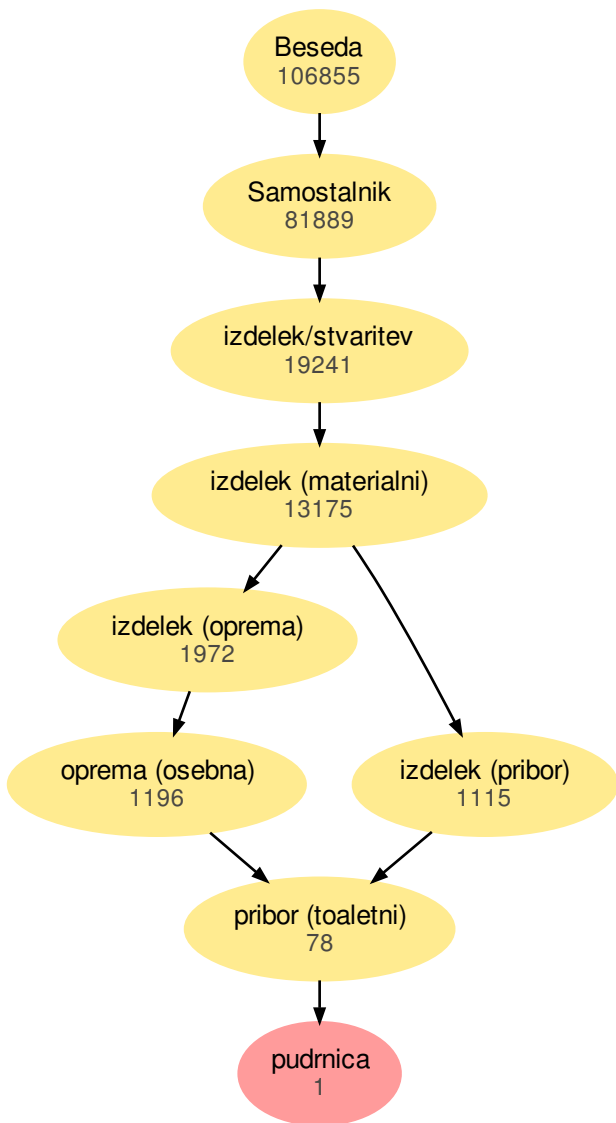 Beseda
106855
Samostalnik
81889
izdelek/stvaritev
19241
izdelek (materialni)
13175
izdelek (oprema)
1972
oprema (osebna)
1196
izdelek (pribor)
1115
pribor (toaletni)
78
pudrnica
1